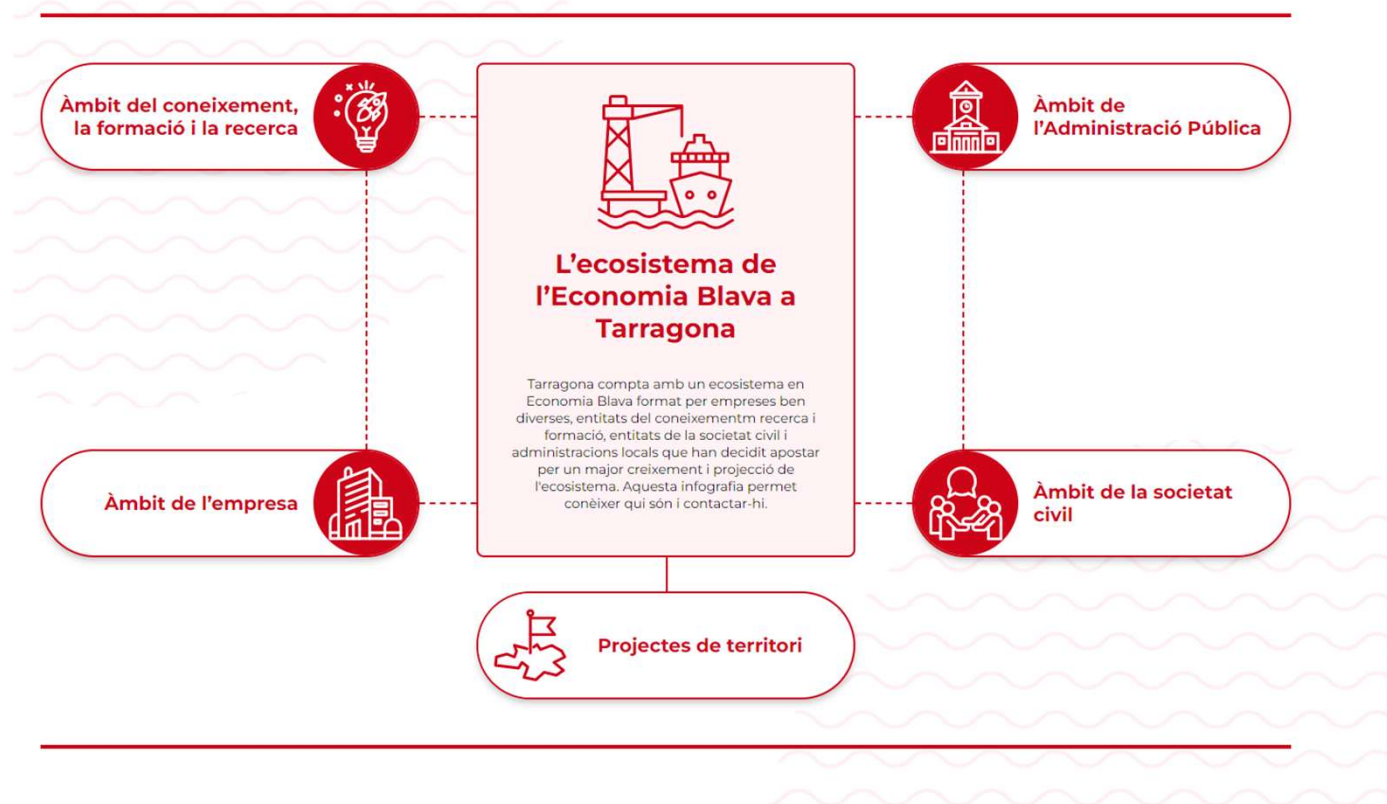 Àmbit del coneixement,
la formació i la recerca
Àmbit de l'empresa
L'ecosistema de
l'Economia Blava a
Tarragona
Tarragona compta amb un ecosistema en
Economia Blava format per empreses ben
diverses, entitats del coneixementm recerca i
formació, entitats de la societat civil i
administracions locals que han decidit apostar
per un major creixement i projecció de
l'ecosistema. Aquesta infografia permet
conèixer qui són i contactar-hi.
Àmbit de
l'Administració Pública
Àmbit de la societat
civil
Projectes de territori